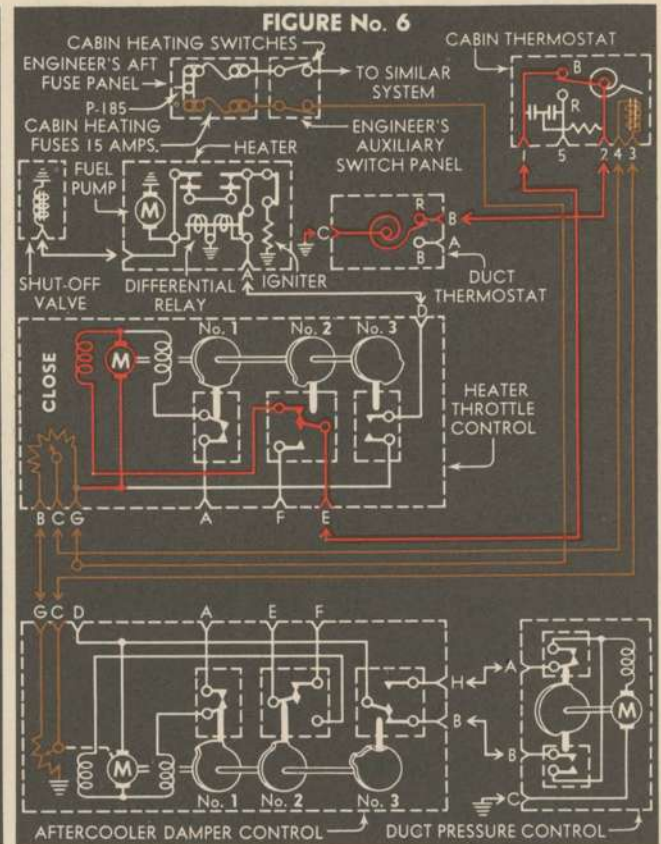 FIGURE No. 6
CABIN HEATING SWITCHES
CABIN THERMOSTAT
ENGINEER'S AFT
FUSE PANEL
TO SIMILAR
SYSTEM
P-185
B
R
CABIN HEATING
FUSES 15 AMPS.
ENGINEER'S
AUXILIARY
SWITCH PANEL
1 5 2 4 3
HEATER
FUEL
PUMP
M
R
C B
A
B
SHUT-OFF
VALVE
DIFFERENTIAL
RELAY
IGNITER
A
DUCT
THERMOSTAT
D
No. 1 No. 2 No. 3
CLOSE
M
HEATER
THROTTLE
CONTROL
B C G A F E
G C D A E F
H A
M
B B
C
M
No. 1 No. 2 No. 3
AFTERCOOLER DAMPER CONTROL
DUCT PRESSURE CONTROL